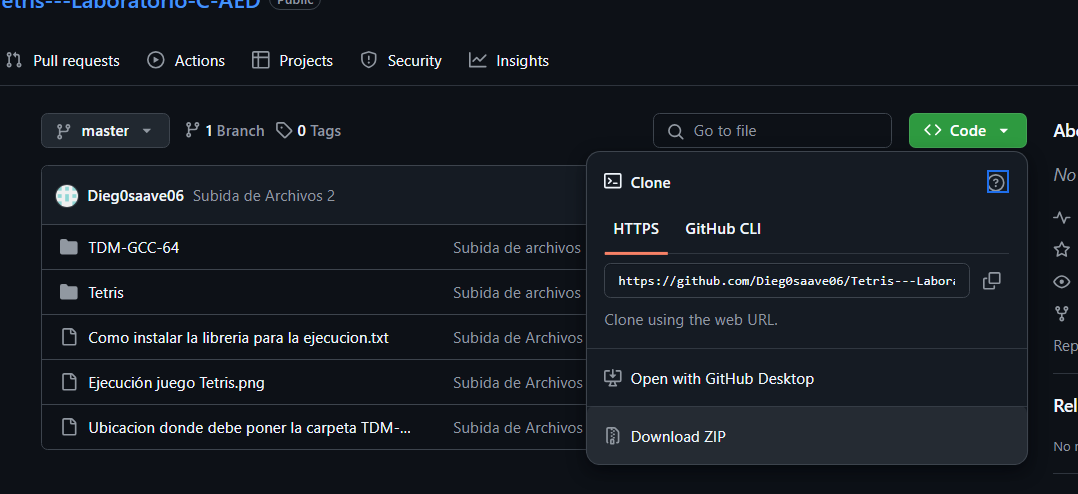 etris---Laboratorio-C-AED Public
Pull requests Actions Projects Security Insights
master 1 Branch 0 Tags Go to file Code
Dieg0saave06 Subida de Archivos 2
TDM-GCC-64 Subida de archivos
Tetris Subida de archivos
Como instalar la libreria para la ejecucion.txt Subida de Archivos
Ejecución juego Tetris.png Subida de Archivos
Ubicacion donde debe poner la carpeta TDM-... Subida de Archivos
Clone
HTTPS GitHub CLI
https://github.com/Dieg0saave06/Tetris---Labora
Clone using the web URL.
Open with GitHub Desktop
Download ZIP
Abo
No
Rep
Rel
No